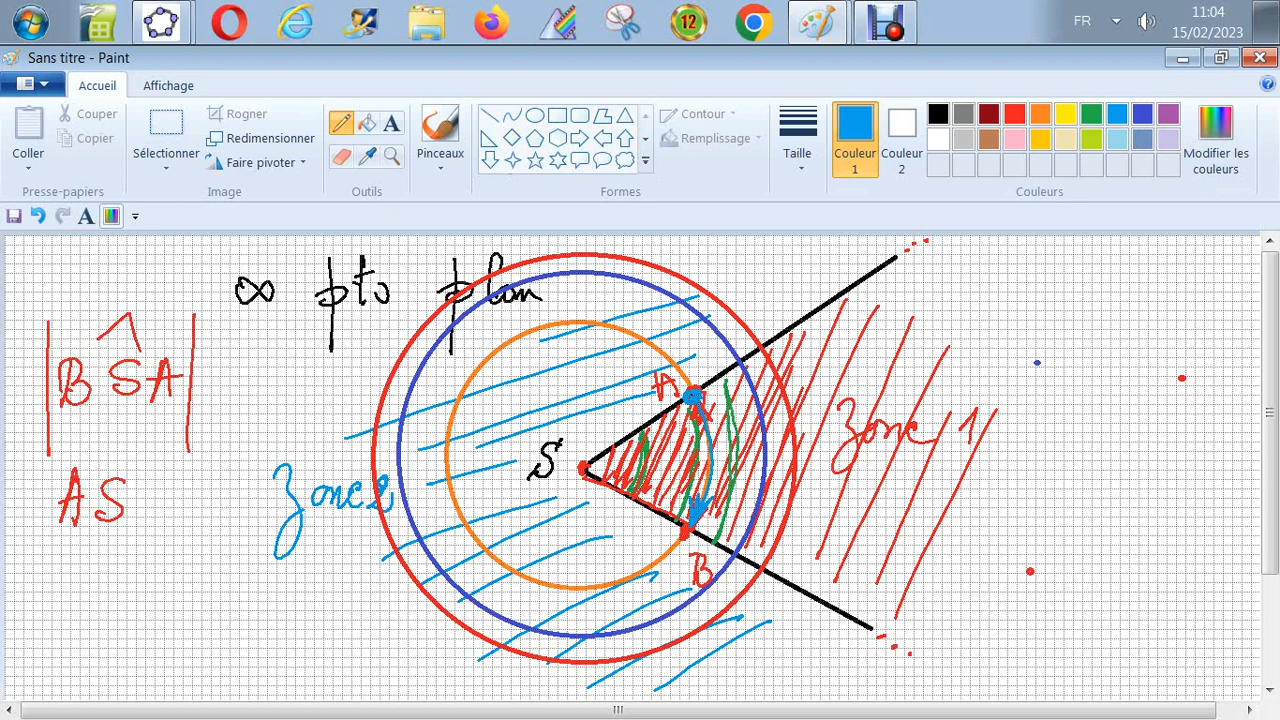 12
FR
11:04
15/02/2023
Sans titre - Paint
Accueil
Affichage
Coller
Couper
Copier
Presse-papiers
Sélectionner
Rogner
Redimensionner
Faire pivoter
Image
A
Outils
Pinceaux
Contour
Remplissage
Formes
Taille
Couleur 1
Couleur 2
Modifier les couleurs
Couleurs
A
∞ pts plan
|BSA|
AS
A
S
B
zone 1
zone 2